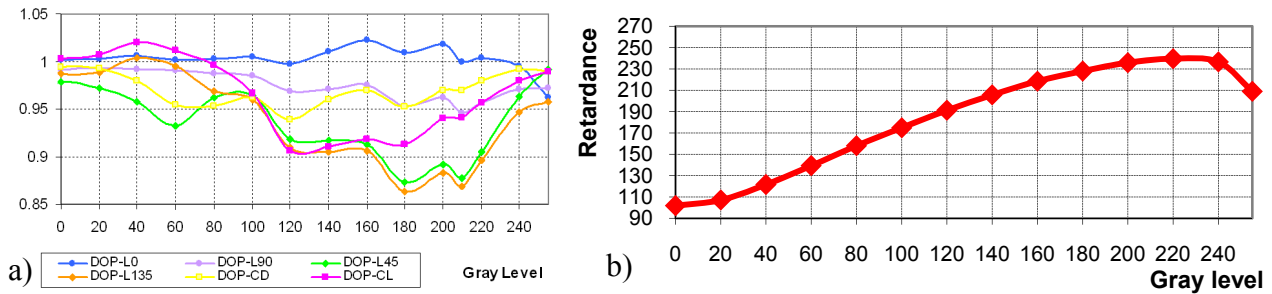 1.05
1
0.95
0.9
0.85
0 20 40 60 80 100 120 140 160 180 200 220 240
DOP-L0 DOP-L90 DOP-L45
DOP-L135 DOP-CD DOP-CL
Gray Level
a)
Retardance
270
250
230
210
190
170
150
130
110
90
0 20 40 60 80 100 120 140 160 180 200 220 240
Gray level
b)